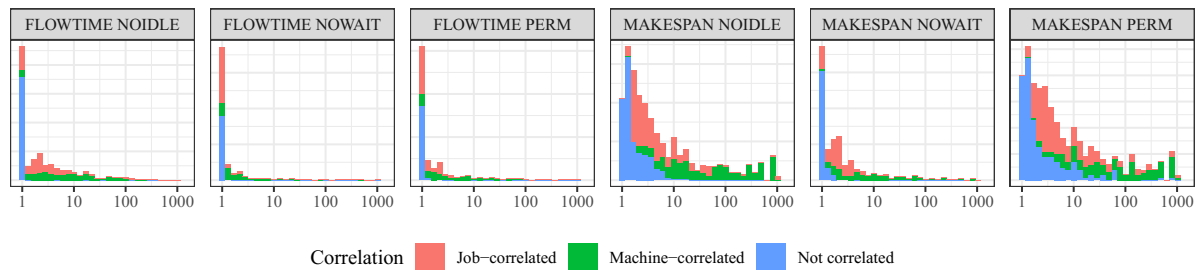 FLOWTIME NOIDLE FLOWTIME NOWAIT FLOWTIME PERM MAKESPAN NOIDLE MAKESPAN NOWAIT MAKESPAN PERM
1 10 100 1000 1 10 100 1000 1 10 100 1000 1 10 100 1000 1 10 100 1000 1 10 100 1000
Correlation Job−correlated Machine−correlated Not correlated